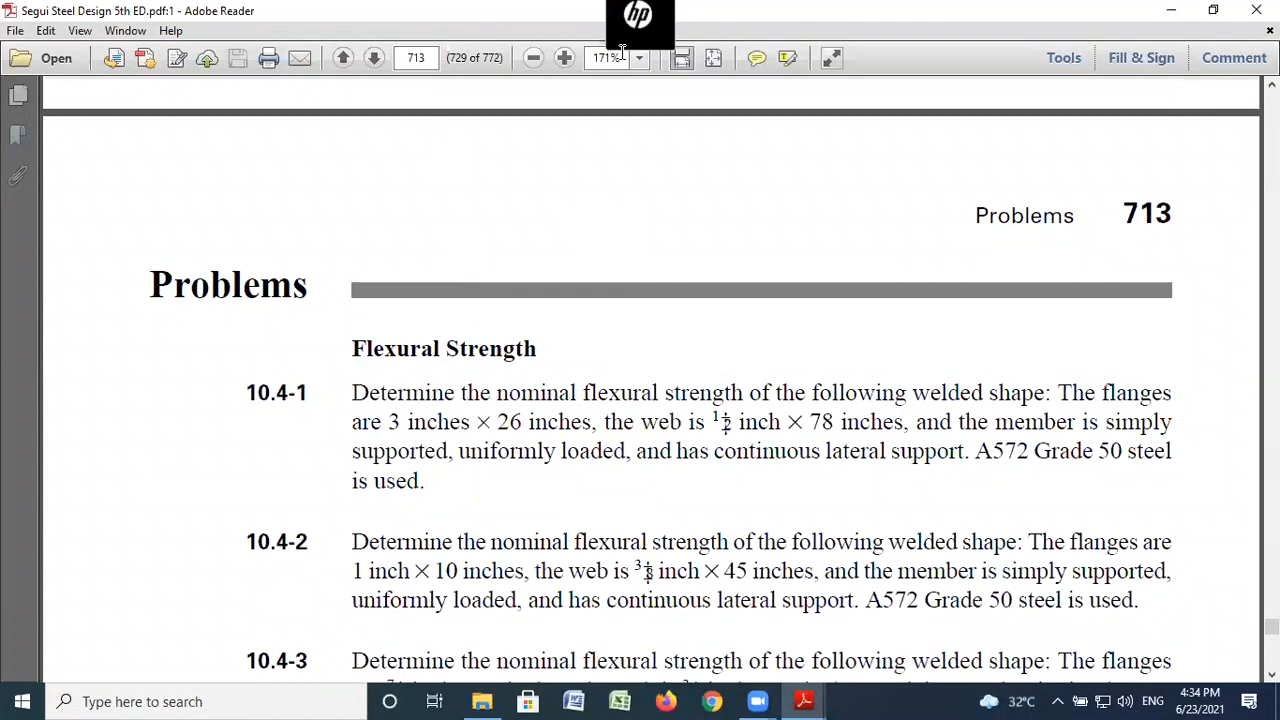 Segui Steel Design 5th ED.pdf:1 - Adobe Reader
hp
File Edit View Window Help
Open 713 (729 of 772) 171% Tools Fill & Sign Comment
Problems 713
Problems
Flexural Strength
10.4-1 Determine the nominal flexural strength of the following welded shape: The flanges
are 3 inches × 26 inches, the web is 1/2 inch × 78 inches, and the member is simply
supported, uniformly loaded, and has continuous lateral support. A572 Grade 50 steel
is used.
10.4-2 Determine the nominal flexural strength of the following welded shape: The flanges are
1 inch × 10 inches, the web is 3/8 inch × 45 inches, and the member is simply supported,
uniformly loaded, and has continuous lateral support. A572 Grade 50 steel is used.
10.4-3 Determine the nominal flexural strength of the following welded shape: The flanges
Type here to search 32°C ENG 4:34 PM
6/23/2021